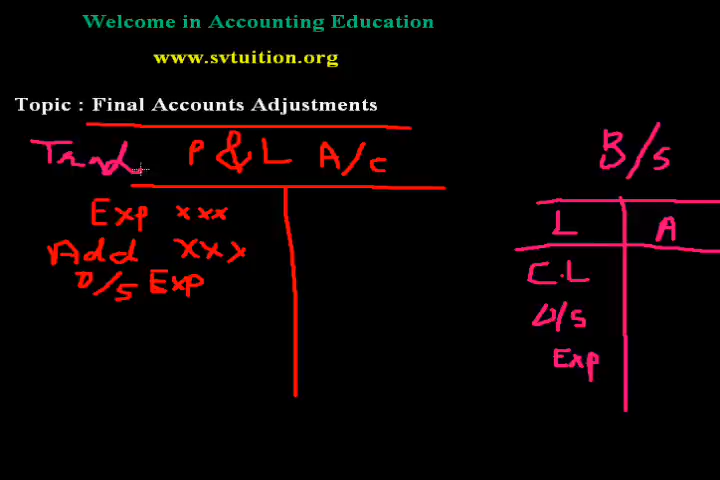 Welcome in Accounting Education
www.svtuition.org
Topic : Final Accounts Adjustments
Trad P & L A/c
Exp xxx
Add xxx
O/s Exp
B/s
L A
C.L
O/s
Exp